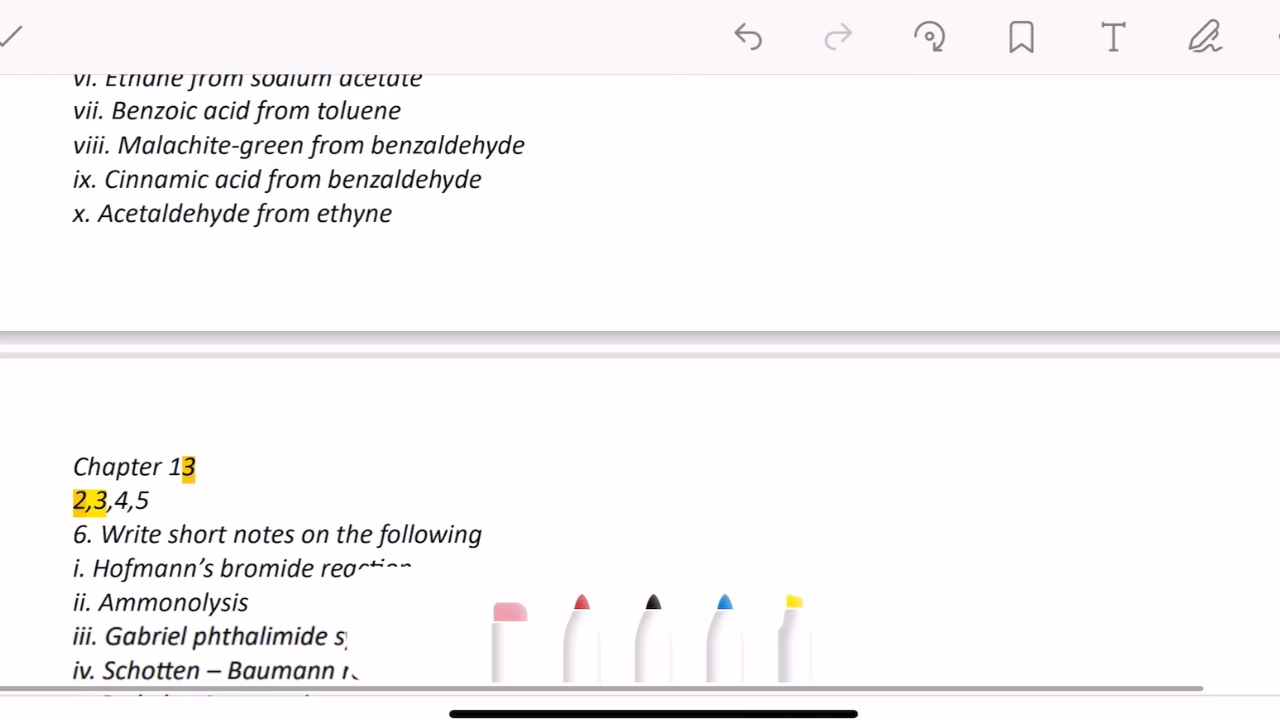 vi. Ethane from sodium acetate
vii. Benzoic acid from toluene
viii. Malachite-green from benzaldehyde
ix. Cinnamic acid from benzaldehyde
x. Acetaldehyde from ethyne
Chapter 13
2,3,4,5
6. Write short notes on the following
i. Hofmann's bromide reaction
ii. Ammonolysis
iii. Gabriel phthalimide
iv. Schotten – Baumann